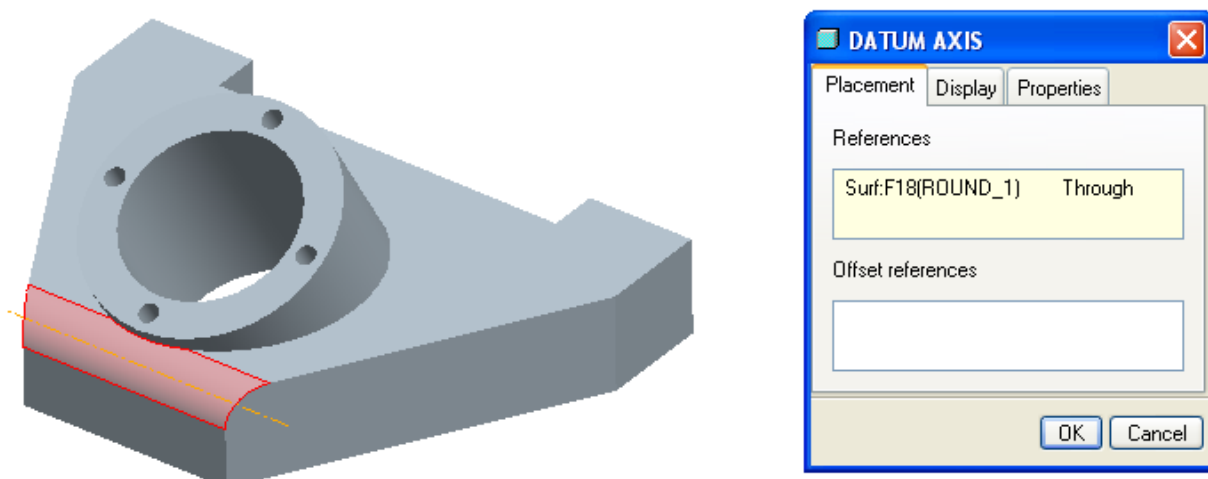 DATUM AXIS
Placement Display Properties
References
Surf:F18(ROUND_1) Through
Offset references
OK Cancel